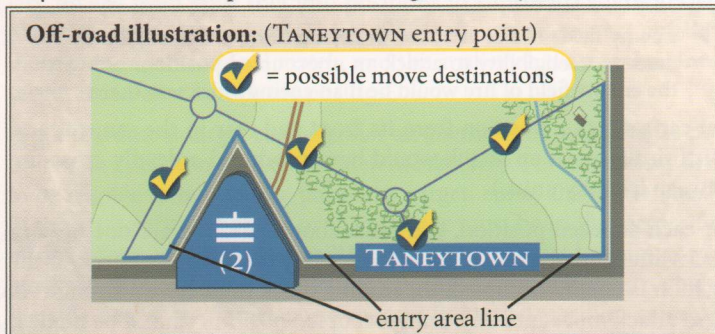 Off-road illustration: (TANEYTOWN entry point)
= possible move destinations
(2)
TANEYTOWN
entry area line